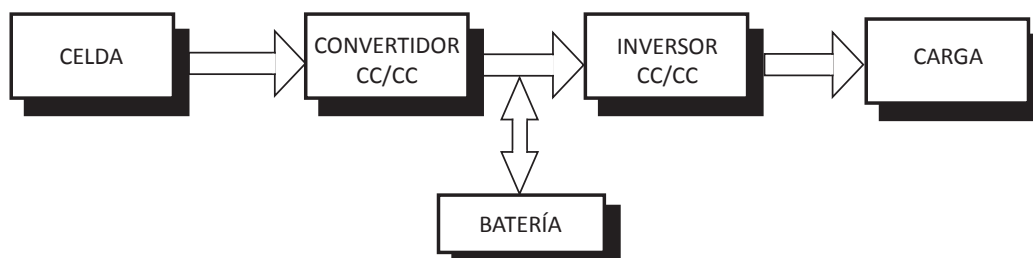 CELDA
CONVERTIDOR
CC/CC
INVERSOR
CC/CC
CARGA
BATERÍA